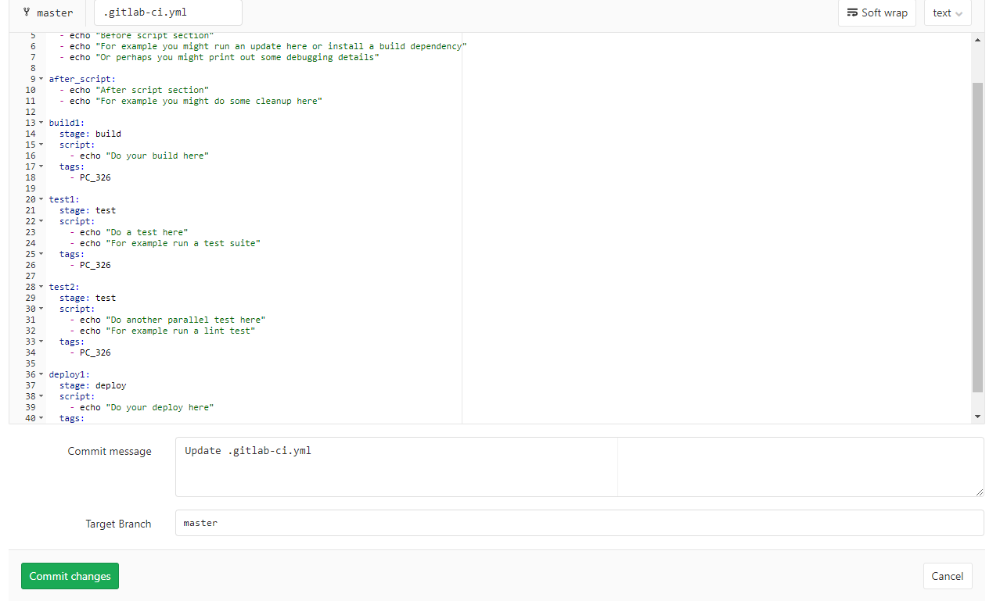 master .gitlab-ci.yml Soft wrap text
5 - echo "Before script section"
6 - echo "For example you might run an update here or install a build dependency"
7 - echo "Or perhaps you might print out some debugging details"
8
9 after_script:
10 - echo "After script section"
11 - echo "For example you might do some cleanup here"
12
13 build1:
14 stage: build
15 script:
16 - echo "Do your build here"
17 tags:
18 - PC_326
19
20 test1:
21 stage: test
22 script:
23 - echo "Do a test here"
24 - echo "For example run a test suite"
25 tags:
26 - PC_326
27
28 test2:
29 stage: test
30 script:
31 - echo "Do another parallel test here"
32 - echo "For example run a lint test"
33 tags:
34 - PC_326
35
36 deploy1:
37 stage: deploy
38 script:
39 - echo "Do your deploy here"
40 tags:
Commit message Update .gitlab-ci.yml
Target Branch master
Commit changes Cancel